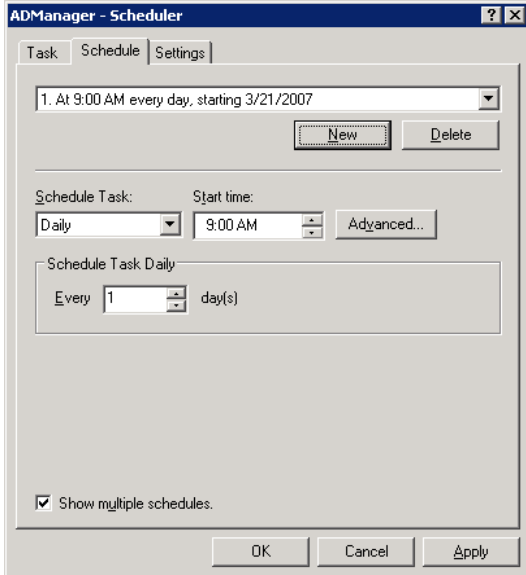 ADManager - Scheduler
Task Schedule Settings
1. At 9:00 AM every day, starting 3/21/2007
New Delete
Schedule Task: Start time:
Daily 9:00 AM Advanced...
Schedule Task Daily
Every 1 day(s)
Show multiple schedules.
OK Cancel Apply